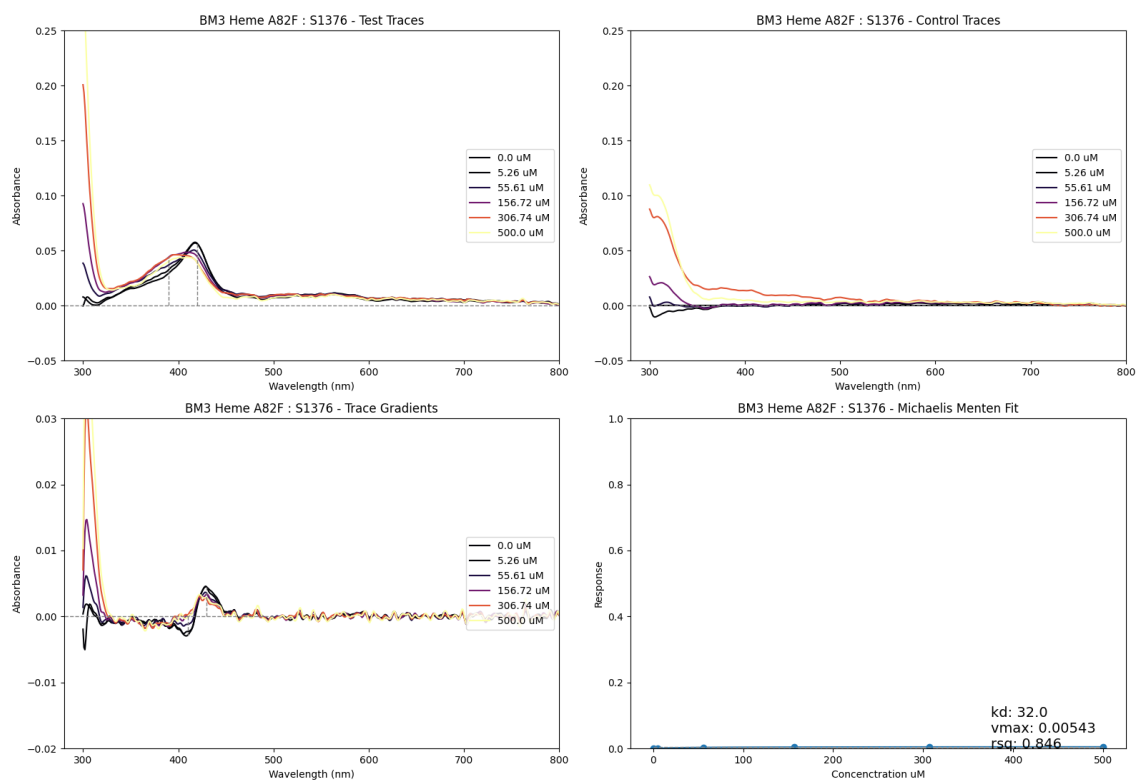 BM3 Heme A82F : S1376 - Test Traces
0.25
0.20
0.15
0.10
0.05
0.00
−0.05
Absorbance
300
400
500
600
700
800
Wavelength (nm)
0.0 uM
5.26 uM
55.61 uM
156.72 uM
306.74 uM
500.0 uM
BM3 Heme A82F : S1376 - Control Traces
0.25
0.20
0.15
0.10
0.05
0.00
−0.05
Absorbance
300
400
500
600
700
800
Wavelength (nm)
0.0 uM
5.26 uM
55.61 uM
156.72 uM
306.74 uM
500.0 uM
BM3 Heme A82F : S1376 - Trace Gradients
0.03
0.02
0.01
0.00
−0.01
−0.02
Absorbance
300
400
500
600
700
800
Wavelength (nm)
0.0 uM
5.26 uM
55.61 uM
156.72 uM
306.74 uM
500.0 uM
BM3 Heme A82F : S1376 - Michaelis Menten Fit
1.0
0.8
0.6
0.4
0.2
0.0
Response
kd: 32.0
vmax: 0.00543
rsq: 0.846
0
100
200
300
400
500
Concenctration uM